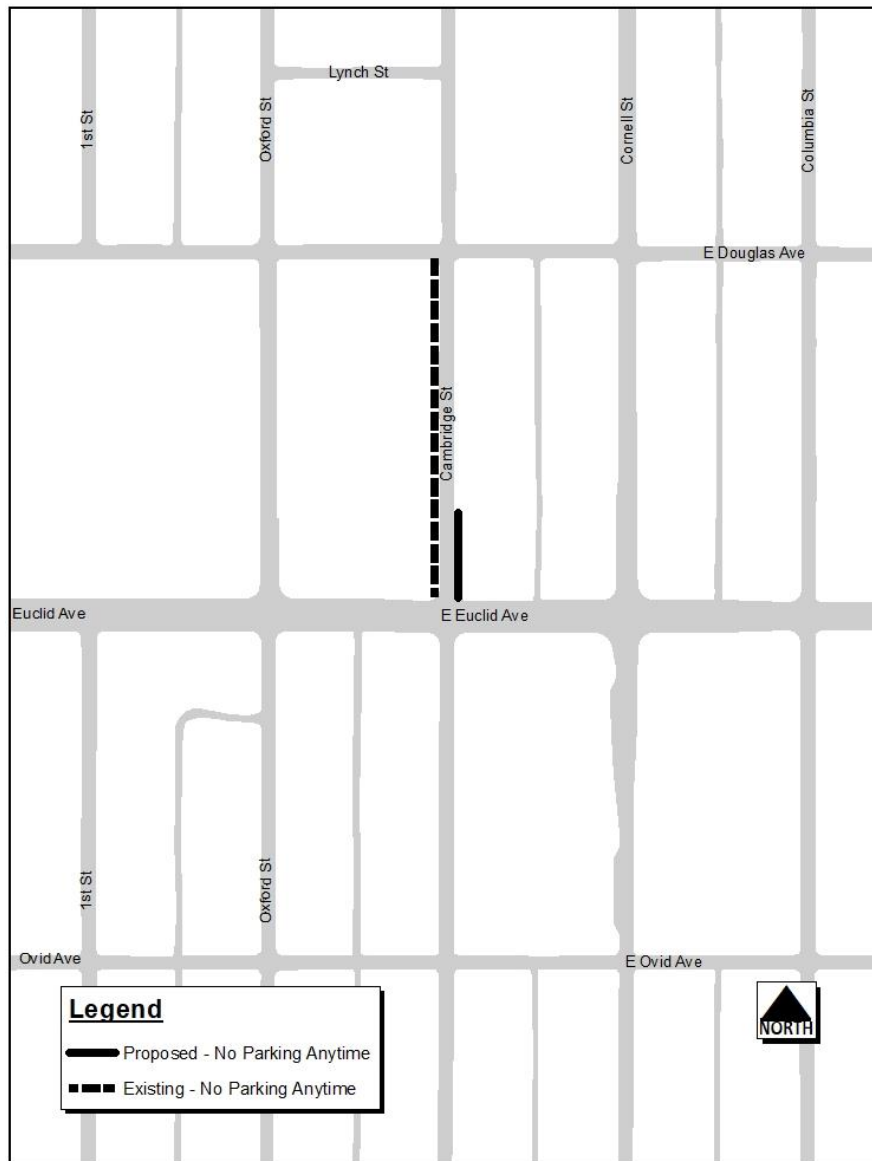 Lynch St
1st St
Oxford St
Cornell St
Columbia St
E Douglas Ave
Cambridge St
Euclid Ave
E Euclid Ave
1st St
Oxford St
Ovid Ave
E Ovid Ave
Legend
Proposed - No Parking Anytime
Existing - No Parking Anytime
NORTH